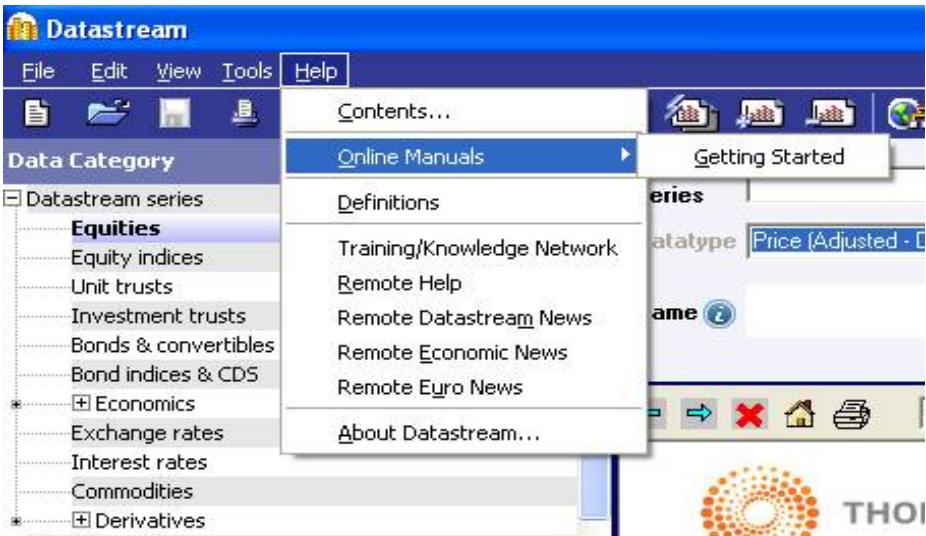 Datastream
File Edit View Tools Help
Contents...
Online Manuals
Getting Started
Definitions
Training/Knowledge Network
Remote Help
Remote Datastream News
Remote Economic News
Remote Euro News
About Datastream...
Data Category
Datastream series
Equities
Equity indices
Unit trusts
Investment trusts
Bonds & convertibles
Bond indices & CDS
Economics
Exchange rates
Interest rates
Commodities
Derivatives
eries
atatype Price (Adjusted - D
ame
THO